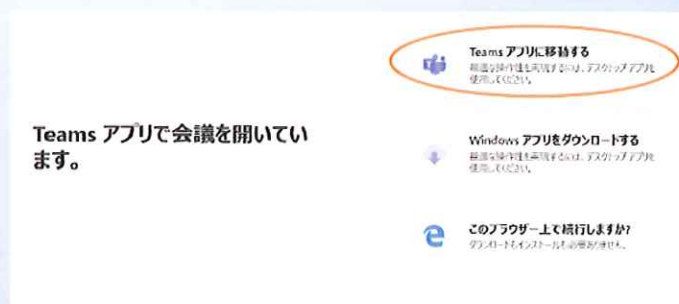 Teams アプリに移動する
最適な操作性を実現するには、デスクトップアプリを
使用してください。
Teams アプリで会議を開いてい
ます。
Windows アプリをダウンロードする
最適な操作性を実現するには、デスクトップアプリを
使用してください。
このブラウザー上で続行しますか?
ダウンロードもインストールも必要ありません。